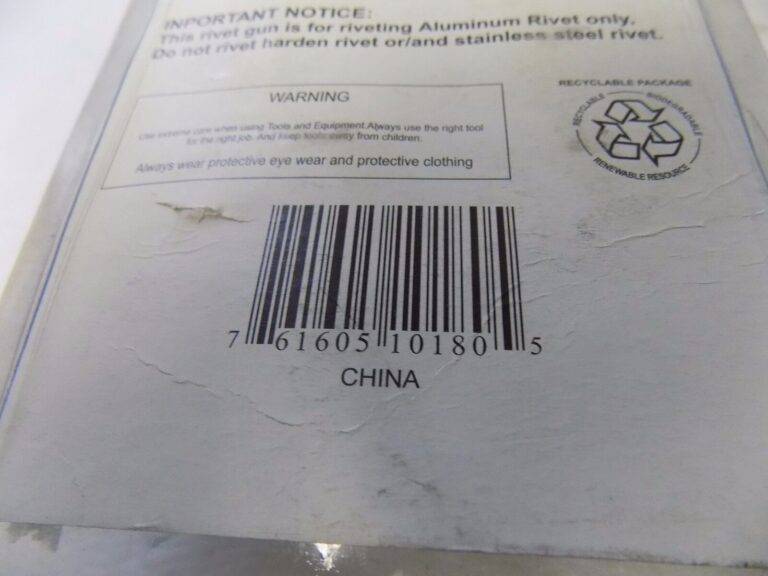 INPORTANT NOTICE:
This rivet gun is for riveting Aluminum Rivet only.
Do not rivet harden rivet or/and stainless steel rivet.
WARNING
Use extreme care when using Tools and Equipment.Always use the right tool
for the right job. And keep tools away from children.
Always wear protective eye wear and protective clothing
RECYCLABLE PACKAGE
RECYCLABLE
BIODEGRADABLE
RENEWABLE RESOURCE
7 61605 10180 5
CHINA